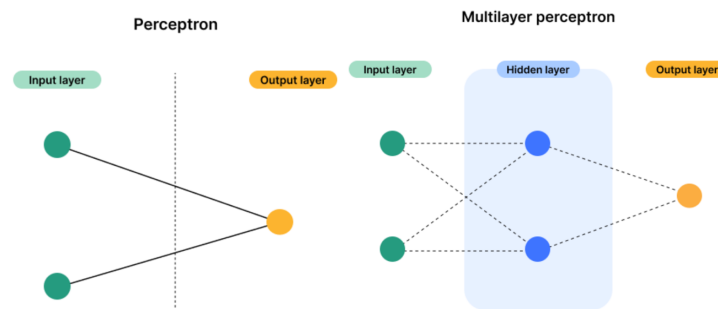 Perceptron
Input layer
Output layer
Multilayer perceptron
Input layer
Hidden layer
Output layer